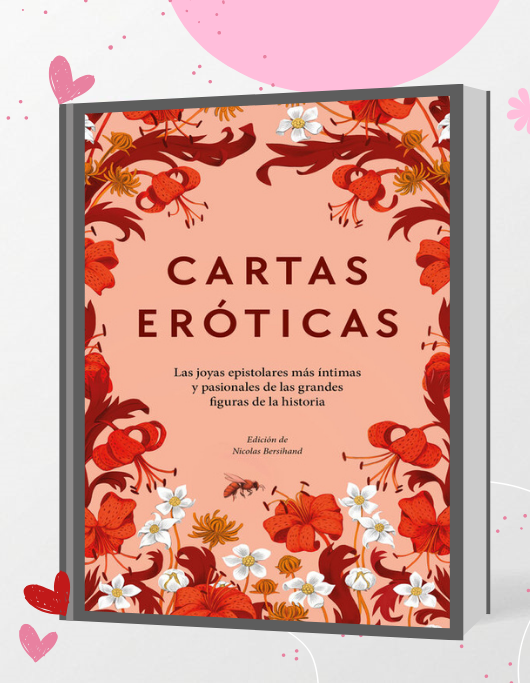 CARTAS
ERÓTICAS
Las joyas epistolares más íntimas
y pasionales de las grandes
figuras de la historia
Edición de
Nicolas Bersihand